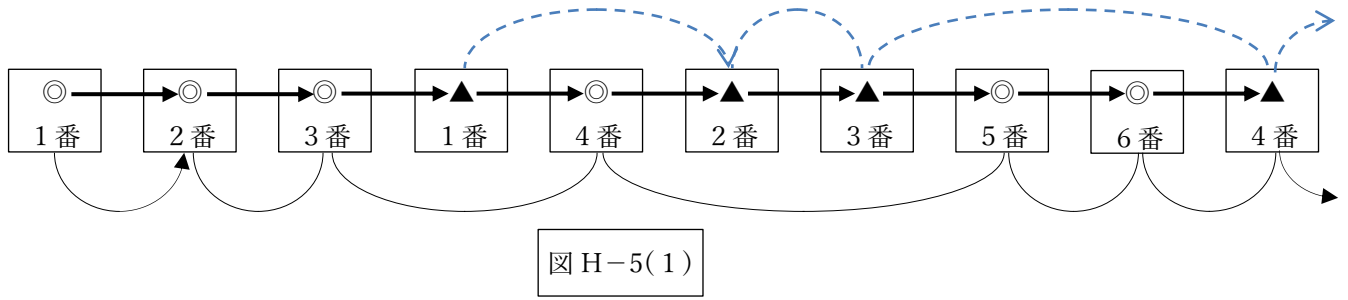 ◎ ◎ ◎ ▲ ◎ ▲ ▲ ◎ ◎ ▲
1番 2番 3番 1番 4番 2番 3番 5番 6番 4番
図H−5(1)